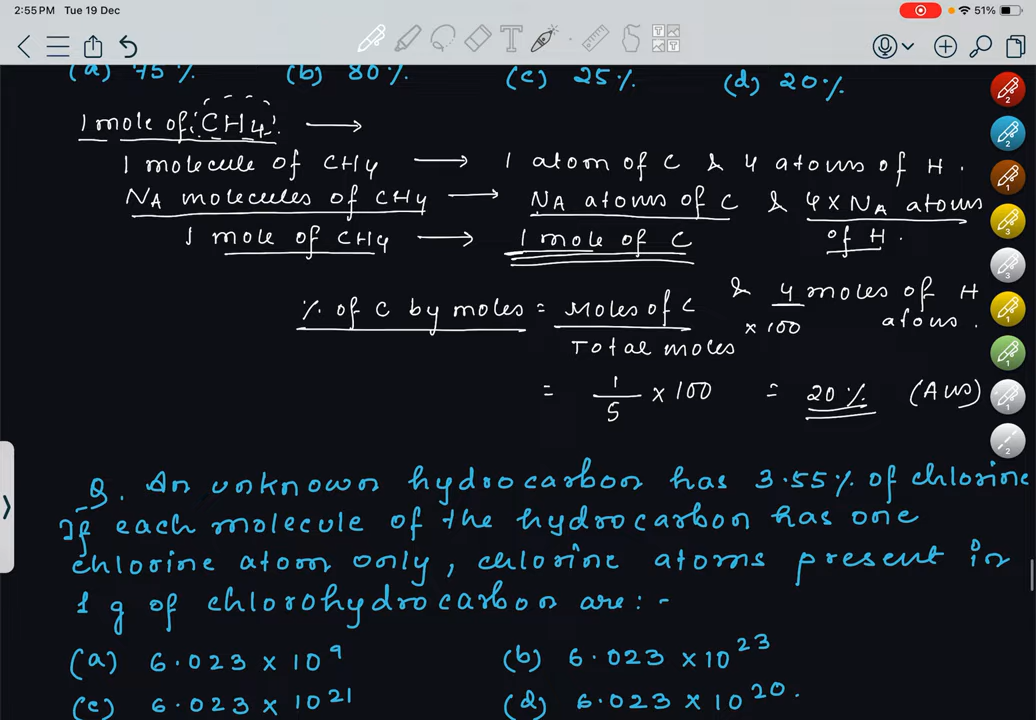 2:55 PM Tue 19 Dec
51%
(a) 75% (b) 80% (c) 25% (d) 20%
1 mole of CH4 →
1 molecule of CH4 → 1 atom of C & 4 atoms of H.
NA molecules of CH4 → NA atoms of C & 4 × NA atoms
of H.
1 mole of CH4 → 1 mole of C
& 4 moles of H
atoms.
% of C by moles = Moles of C × 100
Total moles
= 1/5 × 100 = 20% (Ans)
Q. An unknown hydrocarbon has 3.55% of chlorine
If each molecule of the hydrocarbon has one
chlorine atom only, chlorine atoms present in
1 g of chlorohydrocarbon are: -
(a) 6.023 × 10^9 (b) 6.023 × 10^23
(c) 6.023 × 10^21 (d) 6.023 × 10^20.